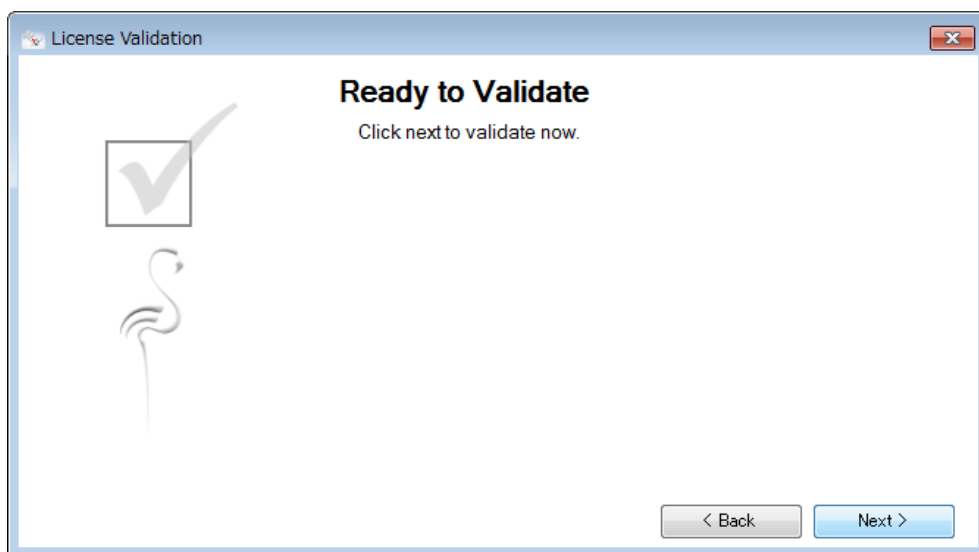 License Validation
Ready to Validate
Click next to validate now.
< Back
Next >